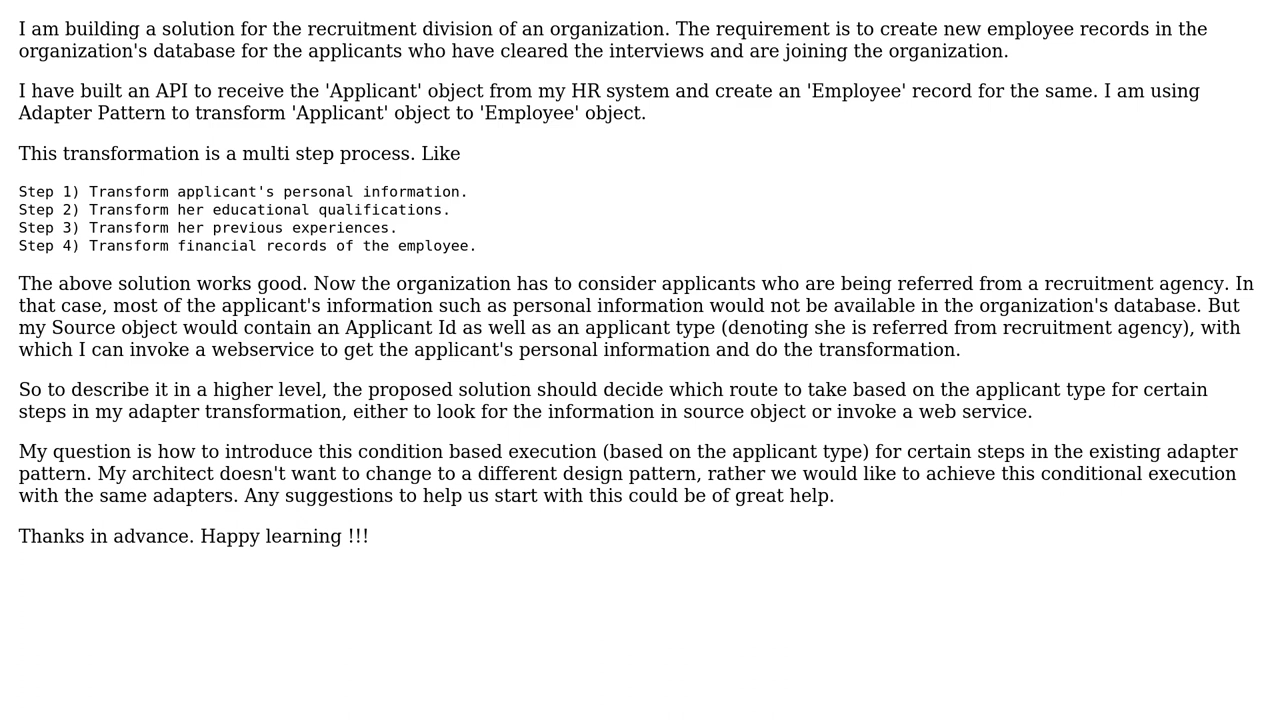 I am building a solution for the recruitment division of an organization. The requirement is to create new employee records in the
organization's database for the applicants who have cleared the interviews and are joining the organization.
I have built an API to receive the 'Applicant' object from my HR system and create an 'Employee' record for the same. I am using
Adapter Pattern to transform 'Applicant' object to 'Employee' object.
This transformation is a multi step process. Like
Step 1) Transform applicant's personal information.
Step 2) Transform her educational qualifications.
Step 3) Transform her previous experiences.
Step 4) Transform financial records of the employee.
The above solution works good. Now the organization has to consider applicants who are being referred from a recruitment agency. In
that case, most of the applicant's information such as personal information would not be available in the organization's database. But
my Source object would contain an Applicant Id as well as an applicant type (denoting she is referred from recruitment agency), with
which I can invoke a webservice to get the applicant's personal information and do the transformation.
So to describe it in a higher level, the proposed solution should decide which route to take based on the applicant type for certain
steps in my adapter transformation, either to look for the information in source object or invoke a web service.
My question is how to introduce this condition based execution (based on the applicant type) for certain steps in the existing adapter
pattern. My architect doesn't want to change to a different design pattern, rather we would like to achieve this conditional execution
with the same adapters. Any suggestions to help us start with this could be of great help.
Thanks in advance. Happy learning !!!